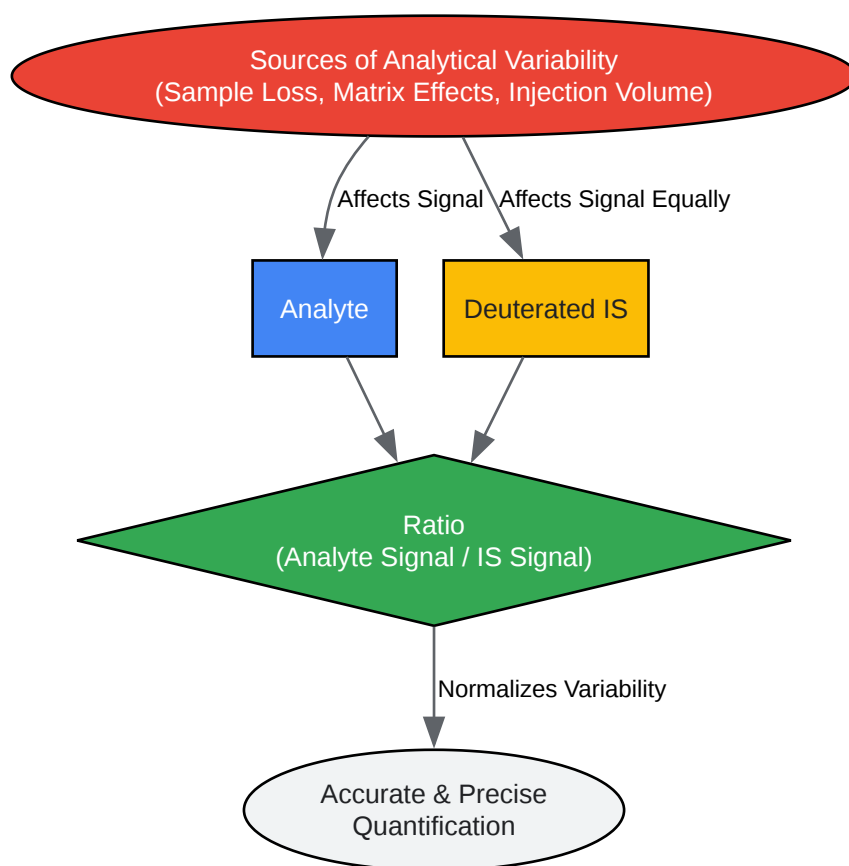 Sources of Analytical Variability
(Sample Loss, Matrix Effects, Injection Volume)
Affects Signal
Affects Signal Equally
Analyte
Deuterated IS
Ratio
(Analyte Signal / IS Signal)
Normalizes Variability
Accurate & Precise
Quantification